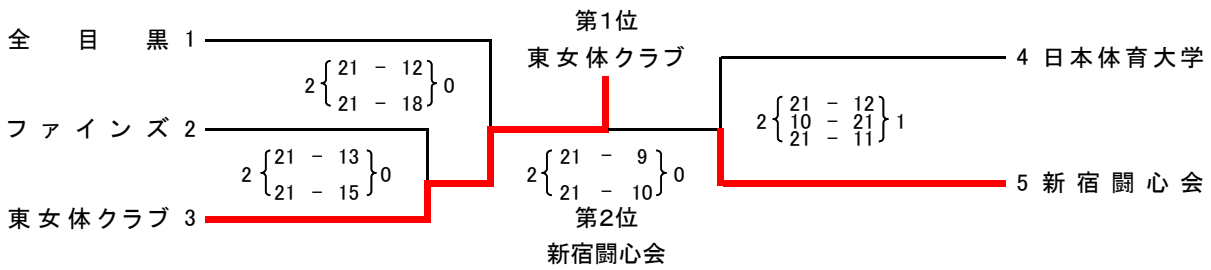 第1位
東女体クラブ
全目黒 1
2 { 21 - 12 } 0
21 - 18
ファインズ 2
2 { 21 - 13 } 0
21 - 15
東女体クラブ 3
2 { 21 - 9 } 0
21 - 10
第2位
新宿闘心会
4 日本体育大学
2 { 21 - 12 } 1
10 - 21
21 - 11
5 新宿闘心会